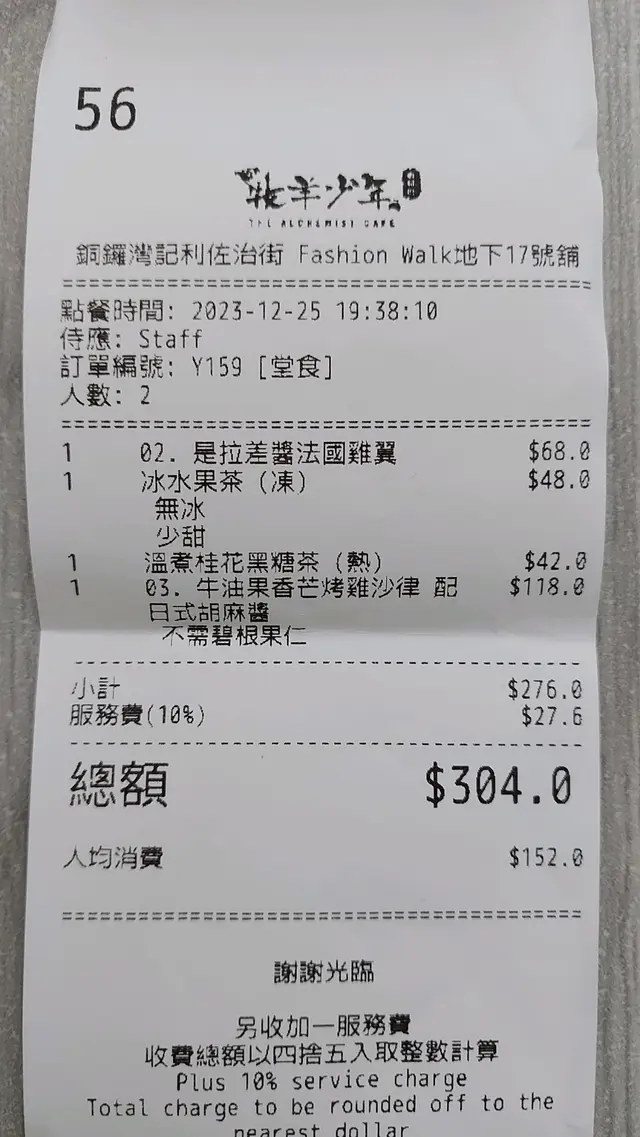 56
牧羊少年
THE ALCHEMIST CAFE
銅鑼灣記利佐治街 Fashion Walk地下17號舖
點餐時間: 2023-12-25 19:38:10
侍應: Staff
訂單編號: Y159 [堂食]
人數: 2
1 02. 是拉差醬法國雞翼 $68.0
1 冰水果茶 (凍) $48.0
無冰
少甜
1 溫煮桂花黑糖茶 (熱) $42.0
1 03. 牛油果香芒烤雞沙律 配 $118.0
日式胡麻醬
不需碧根果仁
小計 $276.0
服務費(10%) $27.6
總額 $304.0
人均消費 $152.0
謝謝光臨
另收加一服務費
收費總額以四捨五入取整數計算
Plus 10% service charge
Total charge to be rounded off to the
nearest dollar